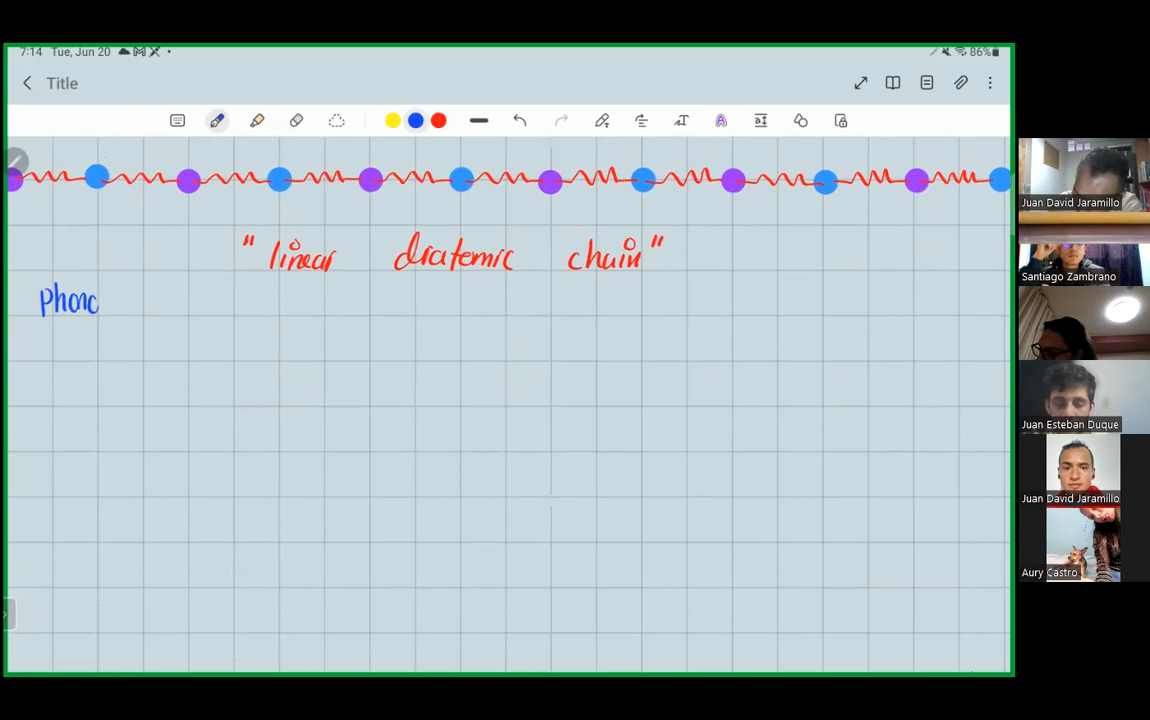 7:14 Tue, Jun 20
86%
Title
"linear diatomic chain"
phono
Juan David Jaramillo
Santiago Zambrano
Juan Esteban Duque
Juan David Jaramillo
Aury Castro